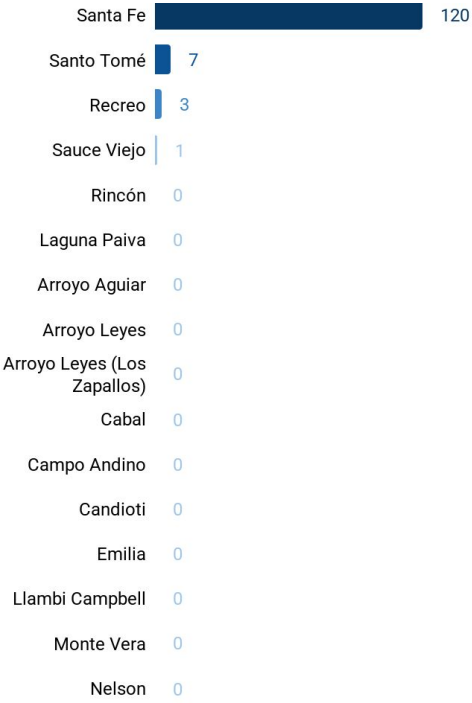 Santa Fe 120
Santo Tomé 7
Recreo 3
Sauce Viejo 1
Rincón 0
Laguna Paiva 0
Arroyo Aguiar 0
Arroyo Leyes 0
Arroyo Leyes (Los
Zapallos) 0
Cabal 0
Campo Andino 0
Candioti 0
Emilia 0
Llambi Campbell 0
Monte Vera 0
Nelson 0